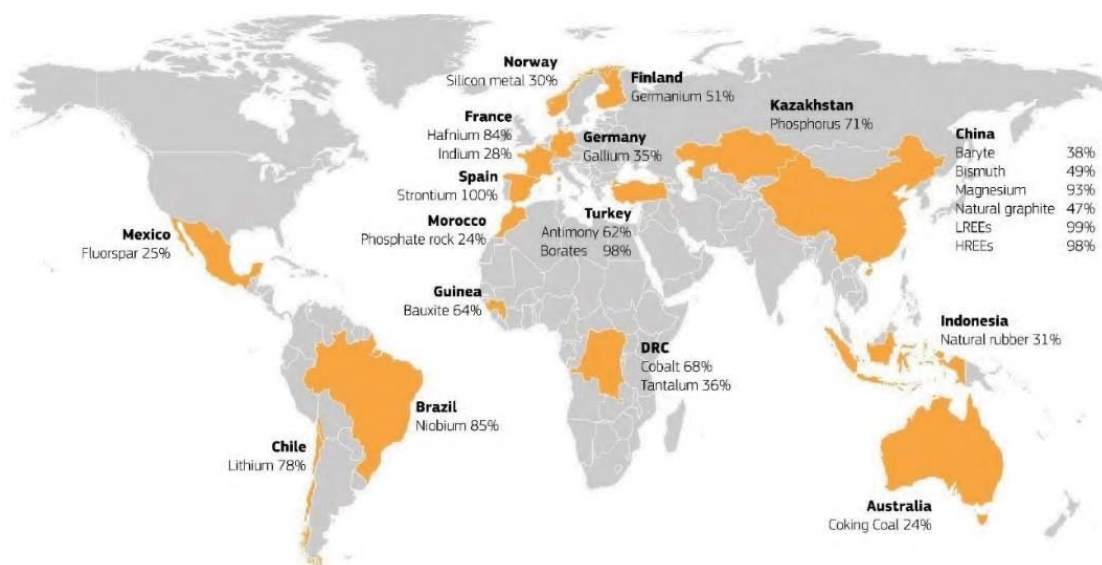 Norway
Silicon metal 30%
Finland
Germanium 51%
France
Hafnium 84%
Indium 28%
Germany
Gallium 35%
Kazakhstan
Phosphorus 71%
China
Baryte 38%
Bismuth 49%
Magnesium 93%
Natural graphite 47%
LREEs 99%
HREEs 98%
Spain
Strontium 100%
Morocco
Phosphate rock 24%
Turkey
Antimony 62%
Borates 98%
Mexico
Fluorspar 25%
Guinea
Bauxite 64%
Indonesia
Natural rubber 31%
DRC
Cobalt 68%
Tantalum 36%
Brazil
Niobium 85%
Chile
Lithium 78%
Australia
Coking Coal 24%